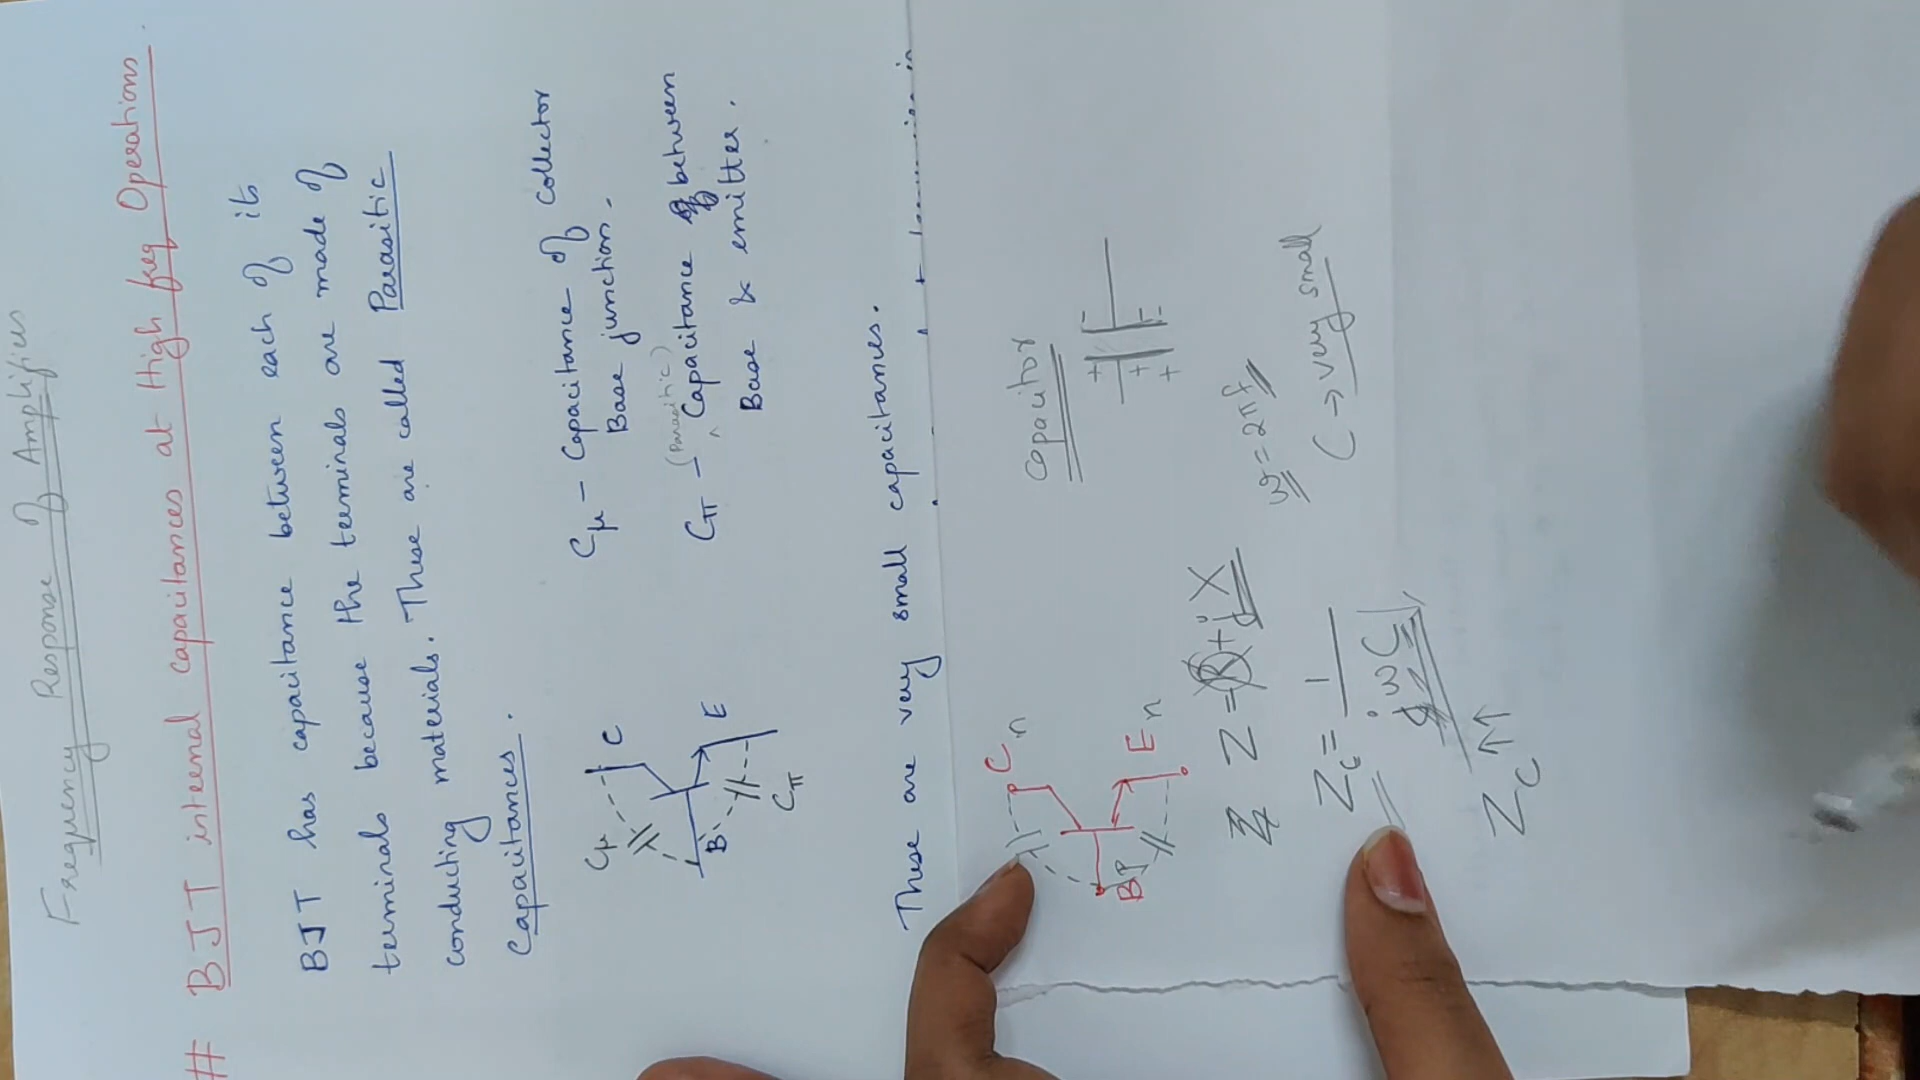 Frequency Response of Amplifiers
# BJT internal capacitances at High freq Operations.
BJT has capacitance between each of its
terminals because the terminals are made of
conducting materials. These are called Parasitic
Capacitances.
Cμ
C
B
E
Cπ
Cμ - Capacitance of collector
Base junction.
(Parasitic)
Cπ - ^ Capacitance between
Base & emitter.
These are very small capacitances.
C n
B P
E n
Capacitor
+ -
+ -
+ -
Z Z = R + jX
ω = 2πf
Zc = 1 / jωC
C → very small
Zc ↑↑